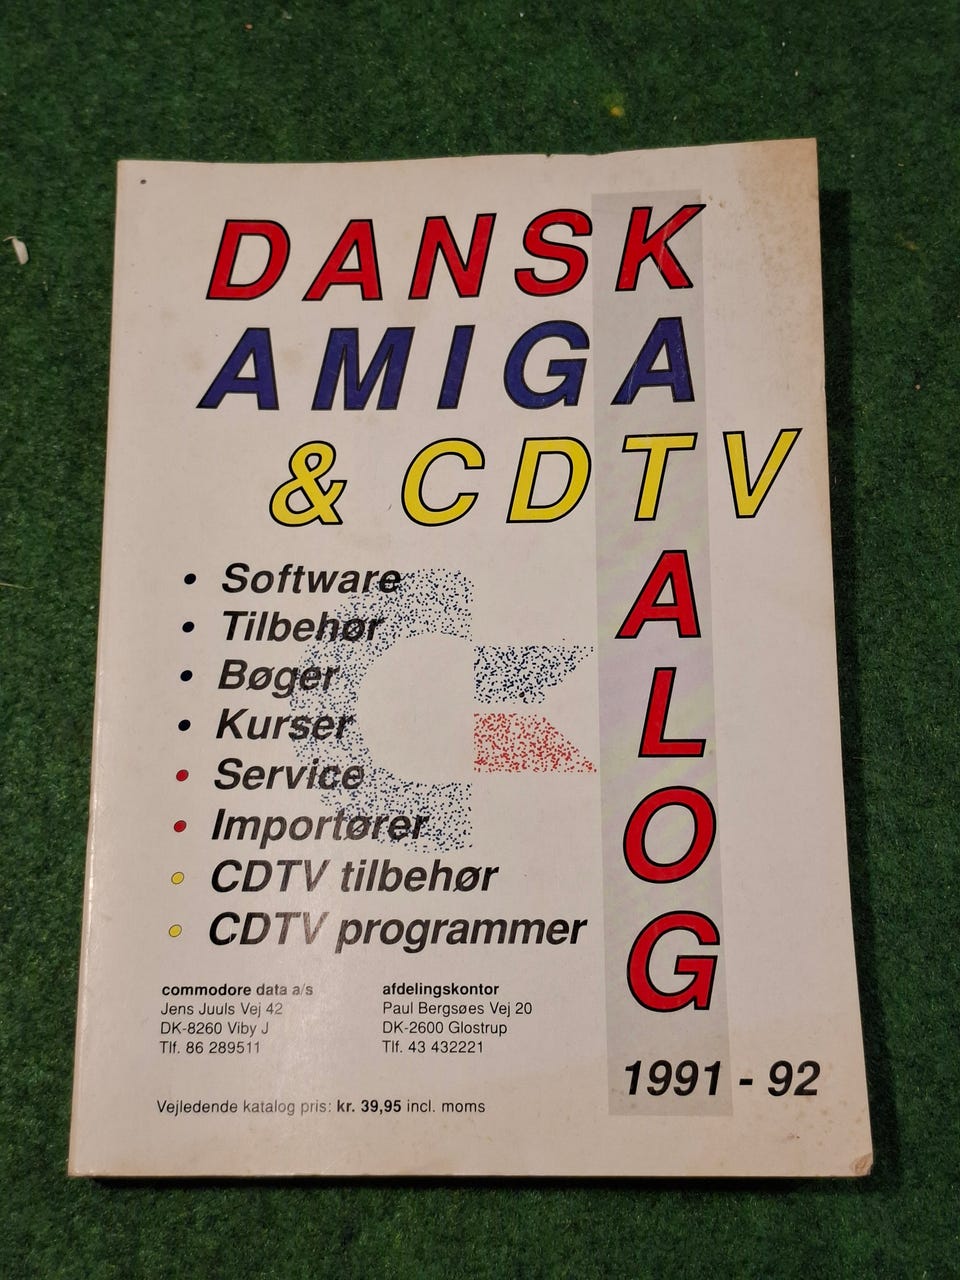 DANSK
AMIGA
& CDTV
KATALOG
• Software
• Tilbehør
• Bøger
• Kurser
• Service
• Importører
• CDTV tilbehør
• CDTV programmer
commodore data a/s
Jens Juuls Vej 42
DK-8260 Viby J
Tlf. 86 289511
afdelingskontor
Paul Bergsøes Vej 20
DK-2600 Glostrup
Tlf. 43 432221
1991 - 92
Vejledende katalog pris: kr. 39,95 incl. moms